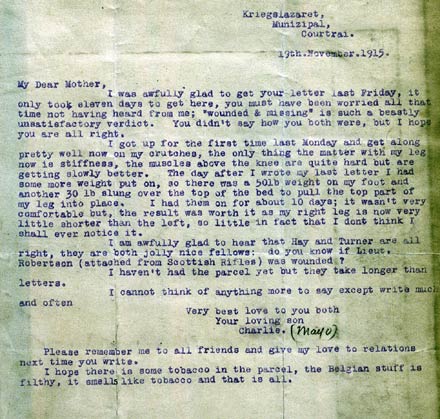 Kriegslazaret,
Munizipal,
Courtrai.
19th.November.1915.
My Dear Mother,
I was awfully glad to get your letter last Friday, it
only took eleven days to get here, you must have been worried all that
time not having heard from me; "wounded & missing" is such a beastly
unsatisfactory verdict. You didn't say how you both were, but I hope
you are all right.
I got up for the first time last Monday and get along
pretty well now on my crutches, the only thing the matter with my leg
now is stiffness, the muscles above the knee are quite hard but are
getting slowly better. The day after I wrote my last letter I had
some more weight put on, so there was a 50lb weight on my foot and
another 30 lb slung over the top of the bed to pull the top part of
my leg into place. I had them on for about 10 days; it wasn't very
comfortable but, the result was worth it as my right leg is now very
little shorter than the left, so little in fact that I dont think I
shall ever notice it.
I am awfully glad to hear that Hay and Turner are all
right, they are both jolly nice fellows: do you know if Lieut.
Robertson (attached from Scottish Rifles) was wounded ?
I haven't had the parcel yet but they take longer than
letters.
I cannot think of anything more to say except write much
and often
Very best love to you both
Your loving son
Charlie. (Mayo)
Please remember me to all friends and give my love to relations
next time you write.
I hope there is some tobacco in the parcel, the Belgian stuff is
filthy, it smells like tobacco and that is all.